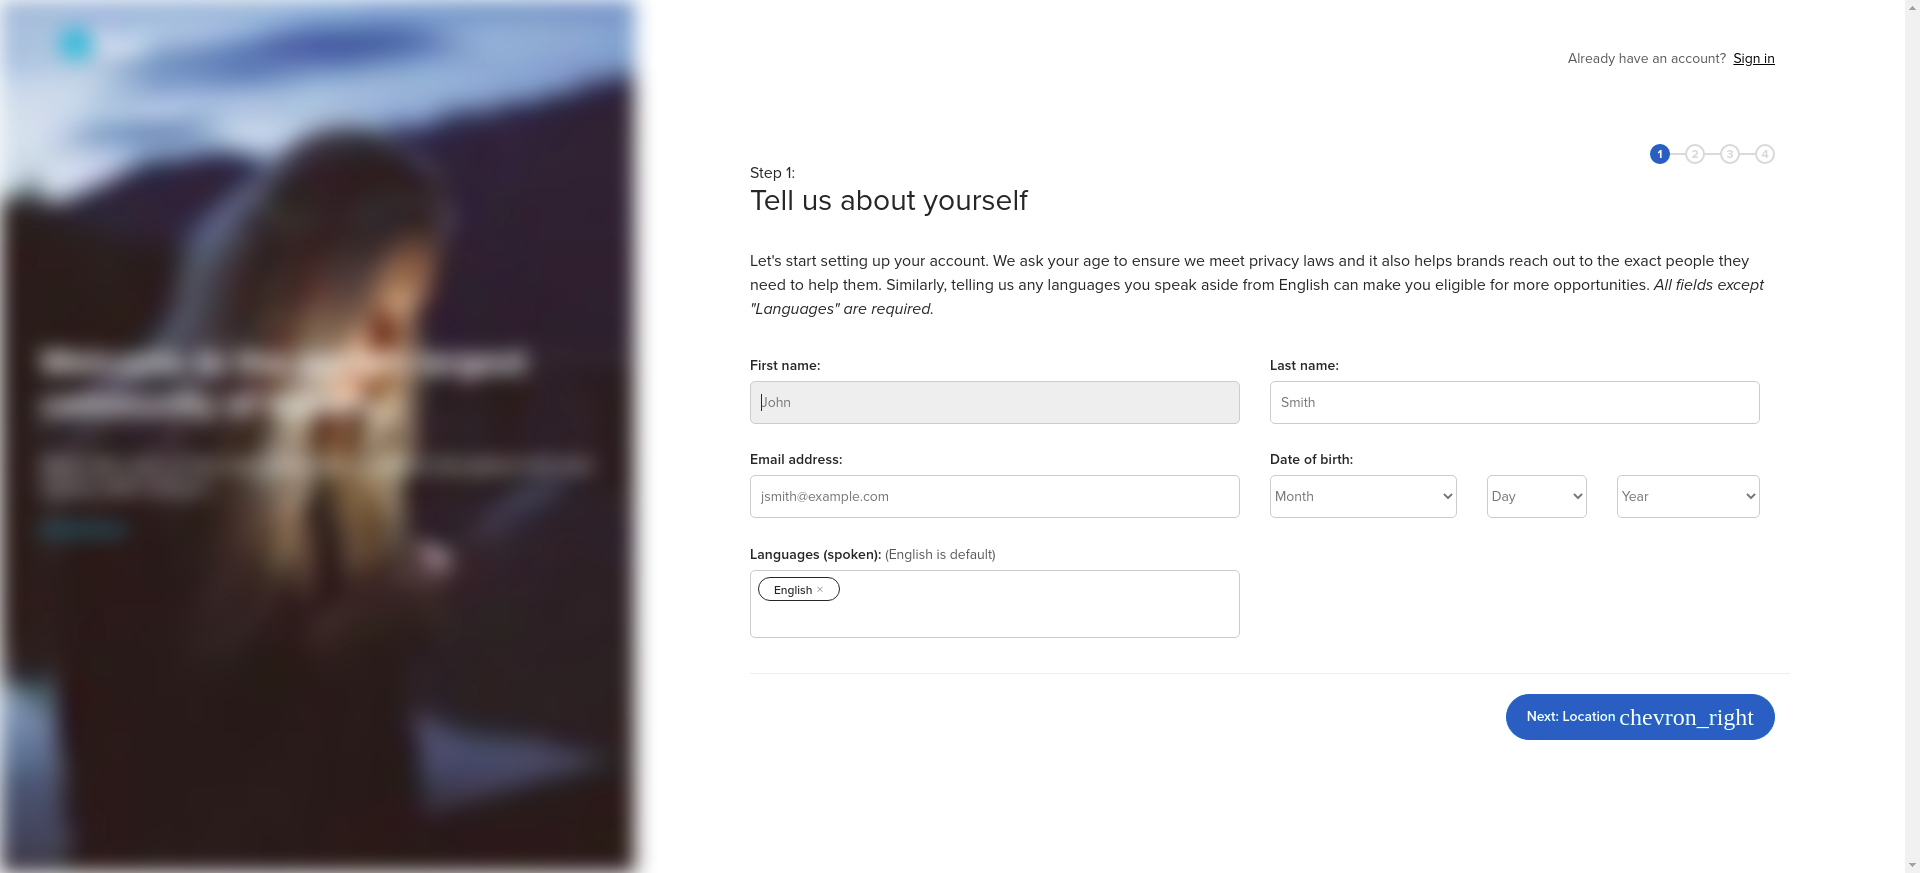 Already have an account? Sign in
1 2 3 4
Step 1:
Tell us about yourself
Let's start setting up your account. We ask your age to ensure we meet privacy laws and it also helps brands reach out to the exact people they
need to help them. Similarly, telling us any languages you speak aside from English can make you eligible for more opportunities. All fields except
"Languages" are required.
First name:
Last name:
John
Smith
Email address:
Date of birth:
jsmith@example.com
Month
Day
Year
Languages (spoken): (English is default)
English ×
Next: Location chevron_right